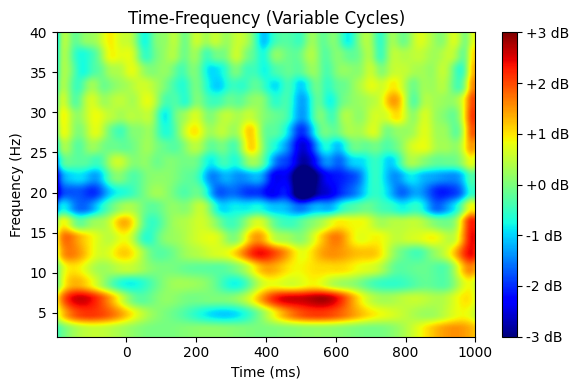 Time-Frequency (Variable Cycles)
40
35
30
25
20
15
10
5
Frequency (Hz)
0
200
400
600
800
1000
Time (ms)
+3 dB
+2 dB
+1 dB
+0 dB
-1 dB
-2 dB
-3 dB